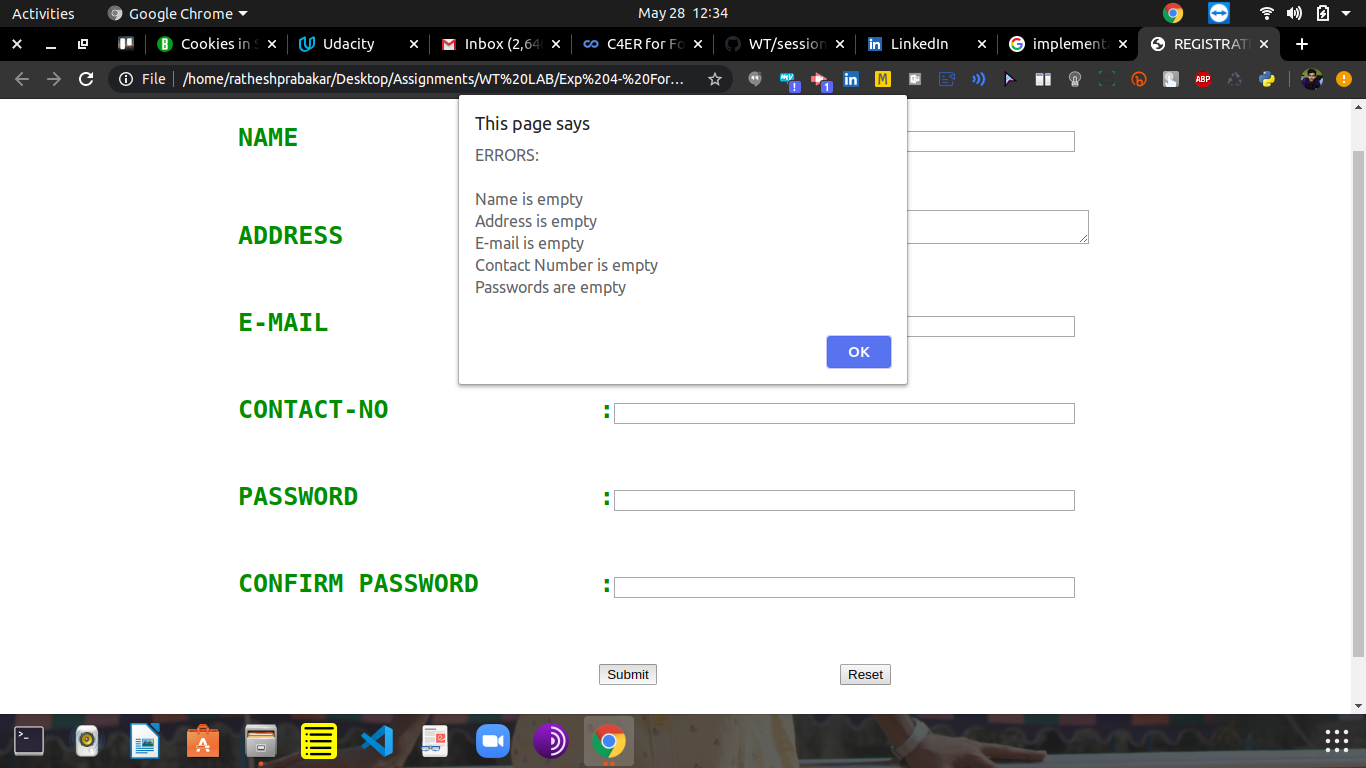 Activities Google Chrome May 28 12:34
Cookies in S Udacity Inbox (2,64 C4ER for Fo WT/session LinkedIn implement REGISTRAT
File /home/ratheshprabakar/Desktop/Assignments/WT%20LAB/Exp%204-%20For…
This page says
ERRORS:
Name is empty
Address is empty
E-mail is empty
Contact Number is empty
Passwords are empty
OK
NAME
ADDRESS
E-MAIL
CONTACT-NO :
PASSWORD :
CONFIRM PASSWORD :
Submit Reset